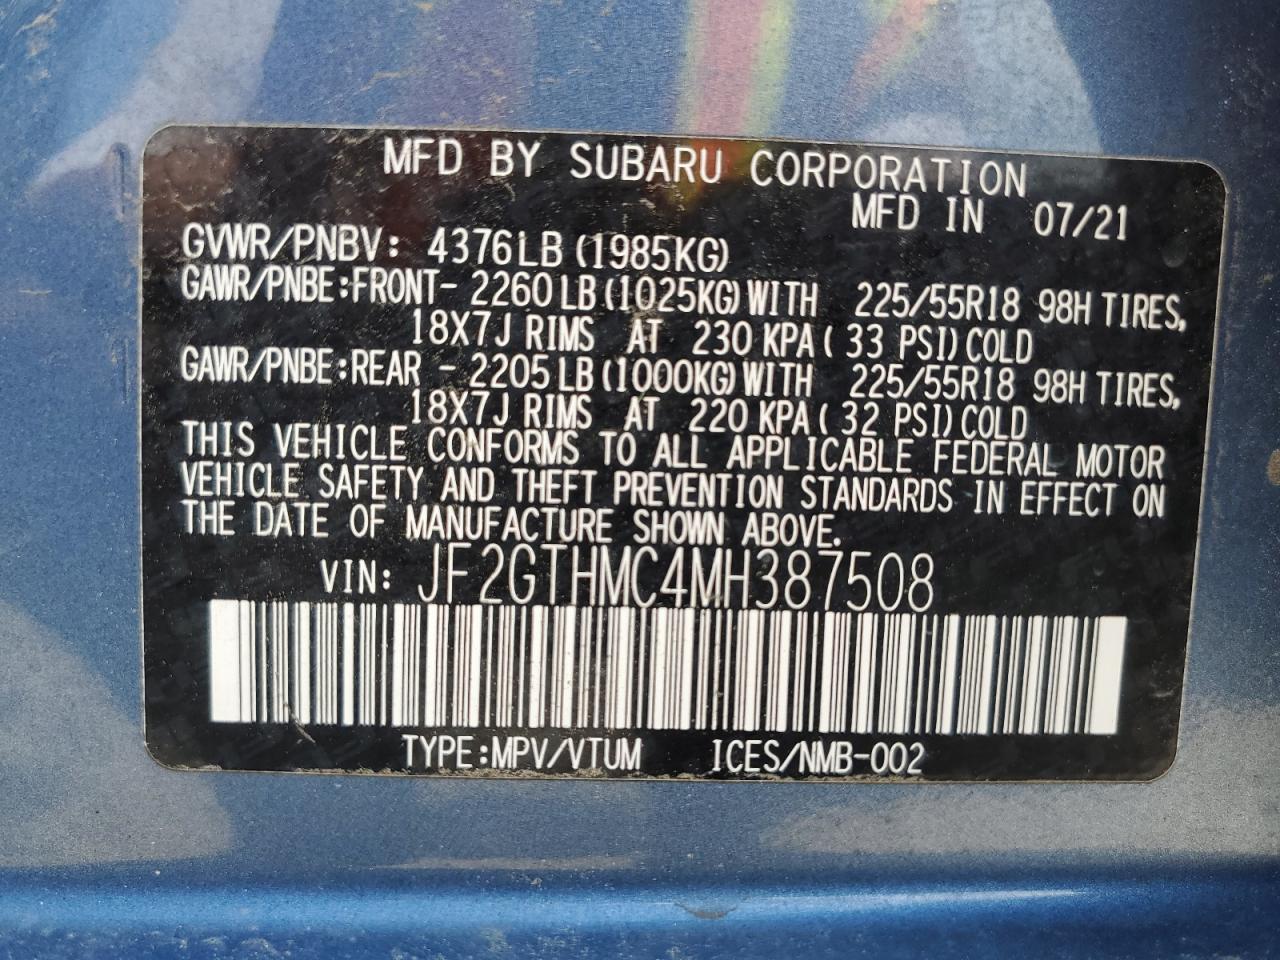 MFD BY SUBARU CORPORATION
MFD IN 07/21
GVWR/PNBV: 4376LB (1985KG)
GAWR/PNBE:FRONT- 2260 LB (1025KG) WITH 225/55R18 98H TIRES,
18X7J RIMS AT 230 KPA ( 33 PSI) COLD
GAWR/PNBE:REAR - 2205 LB (1000KG) WITH 225/55R18 98H TIRES,
18X7J RIMS AT 220 KPA ( 32 PSI) COLD
THIS VEHICLE CONFORMS TO ALL APPLICABLE FEDERAL MOTOR
VEHICLE SAFETY AND THEFT PREVENTION STANDARDS IN EFFECT ON
THE DATE OF MANUFACTURE SHOWN ABOVE.
VIN: JF2GTHMC4MH387508
TYPE:MPV/VTUM ICES/NMB-002